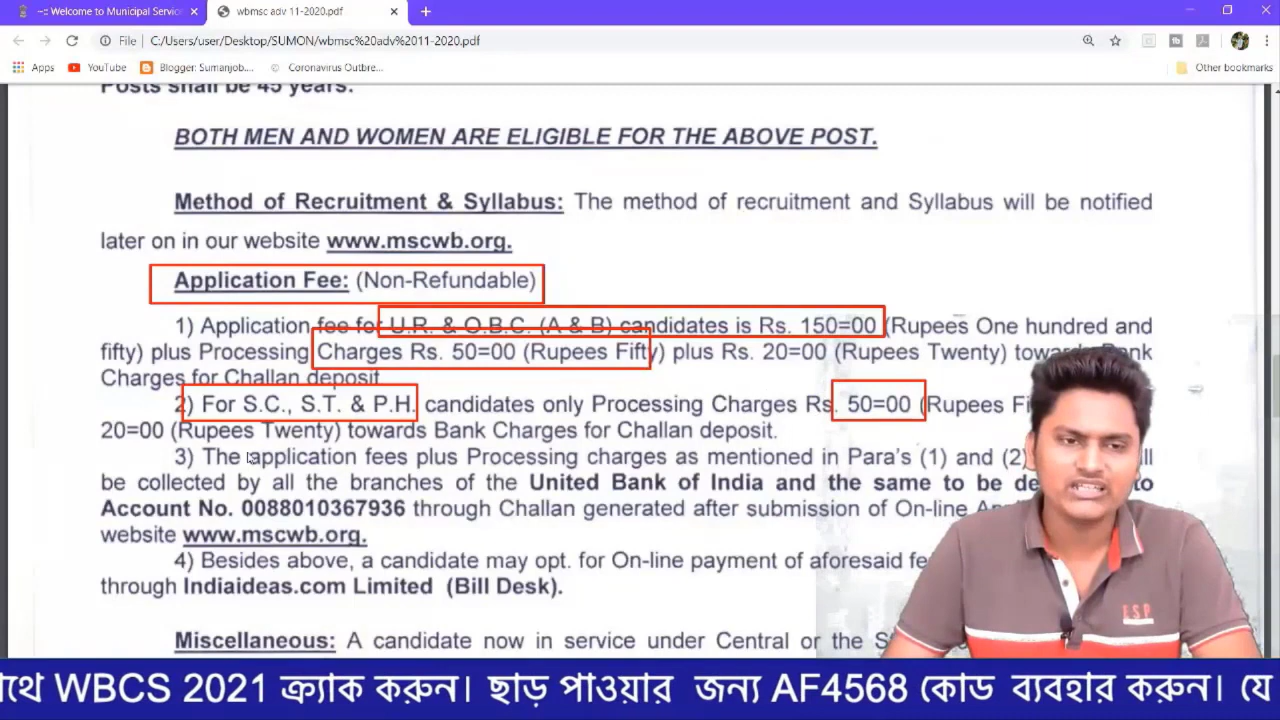 -:: Welcome to Municipal Servic
wbmsc adv 11-2020.pdf
File C:/Users/user/Desktop/SUMON/wbmsc%20adv%2011-2020.pdf
Apps YouTube Blogger: Sumanjob.... Coronavirus Outbre... Other bookmarks
Posts shall be 45 years.
BOTH MEN AND WOMEN ARE ELIGIBLE FOR THE ABOVE POST.
Method of Recruitment & Syllabus: The method of recruitment and Syllabus will be notified
later on in our website www.mscwb.org.
Application Fee: (Non-Refundable)
1) Application fee for U.R. & O.B.C. (A & B) candidates is Rs. 150=00 (Rupees One hundred and
fifty) plus Processing Charges Rs. 50=00 (Rupees Fifty) plus Rs. 20=00 (Rupees Twenty) towards Bank
Charges for Challan deposit
2) For S.C., S.T. & P.H. candidates only Processing Charges Rs. 50=00 (Rupees Fi
20=00 (Rupees Twenty) towards Bank Charges for Challan deposit.
3) The application fees plus Processing charges as mentioned in Para's (1) and (2)
be collected by all the branches of the United Bank of India and the same to be de to
Account No. 0088010367936 through Challan generated after submission of On-line
website www.mscwb.org.
4) Besides above, a candidate may opt. for On-line payment of aforesaid fe
through Indiaideas.com Limited (Bill Desk).
Miscellaneous: A candidate now in service under Central or the S
ESP
াথে WBCS 2021 ক্র্যাক করুন। ছাড় পাওয়ার জন্য AF4568 কোড ব্যবহার করুন। যে